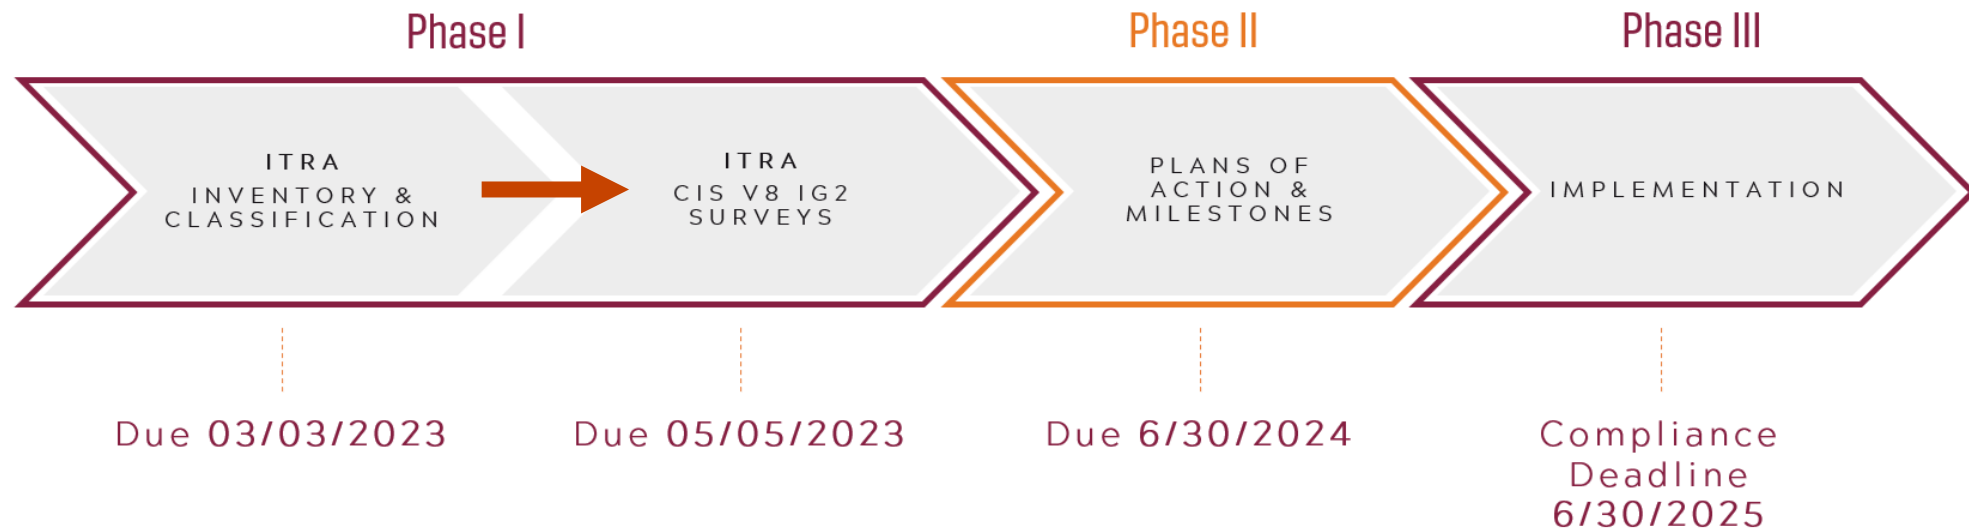 Phase I
Phase II
Phase III
ITRA
INVENTORY &
CLASSIFICATION
ITRA
CIS V8 IG2
SURVEYS
PLANS OF
ACTION &
MILESTONES
IMPLEMENTATION
Due 03/03/2023
Due 05/05/2023
Due 6/30/2024
Compliance
Deadline
6/30/2025